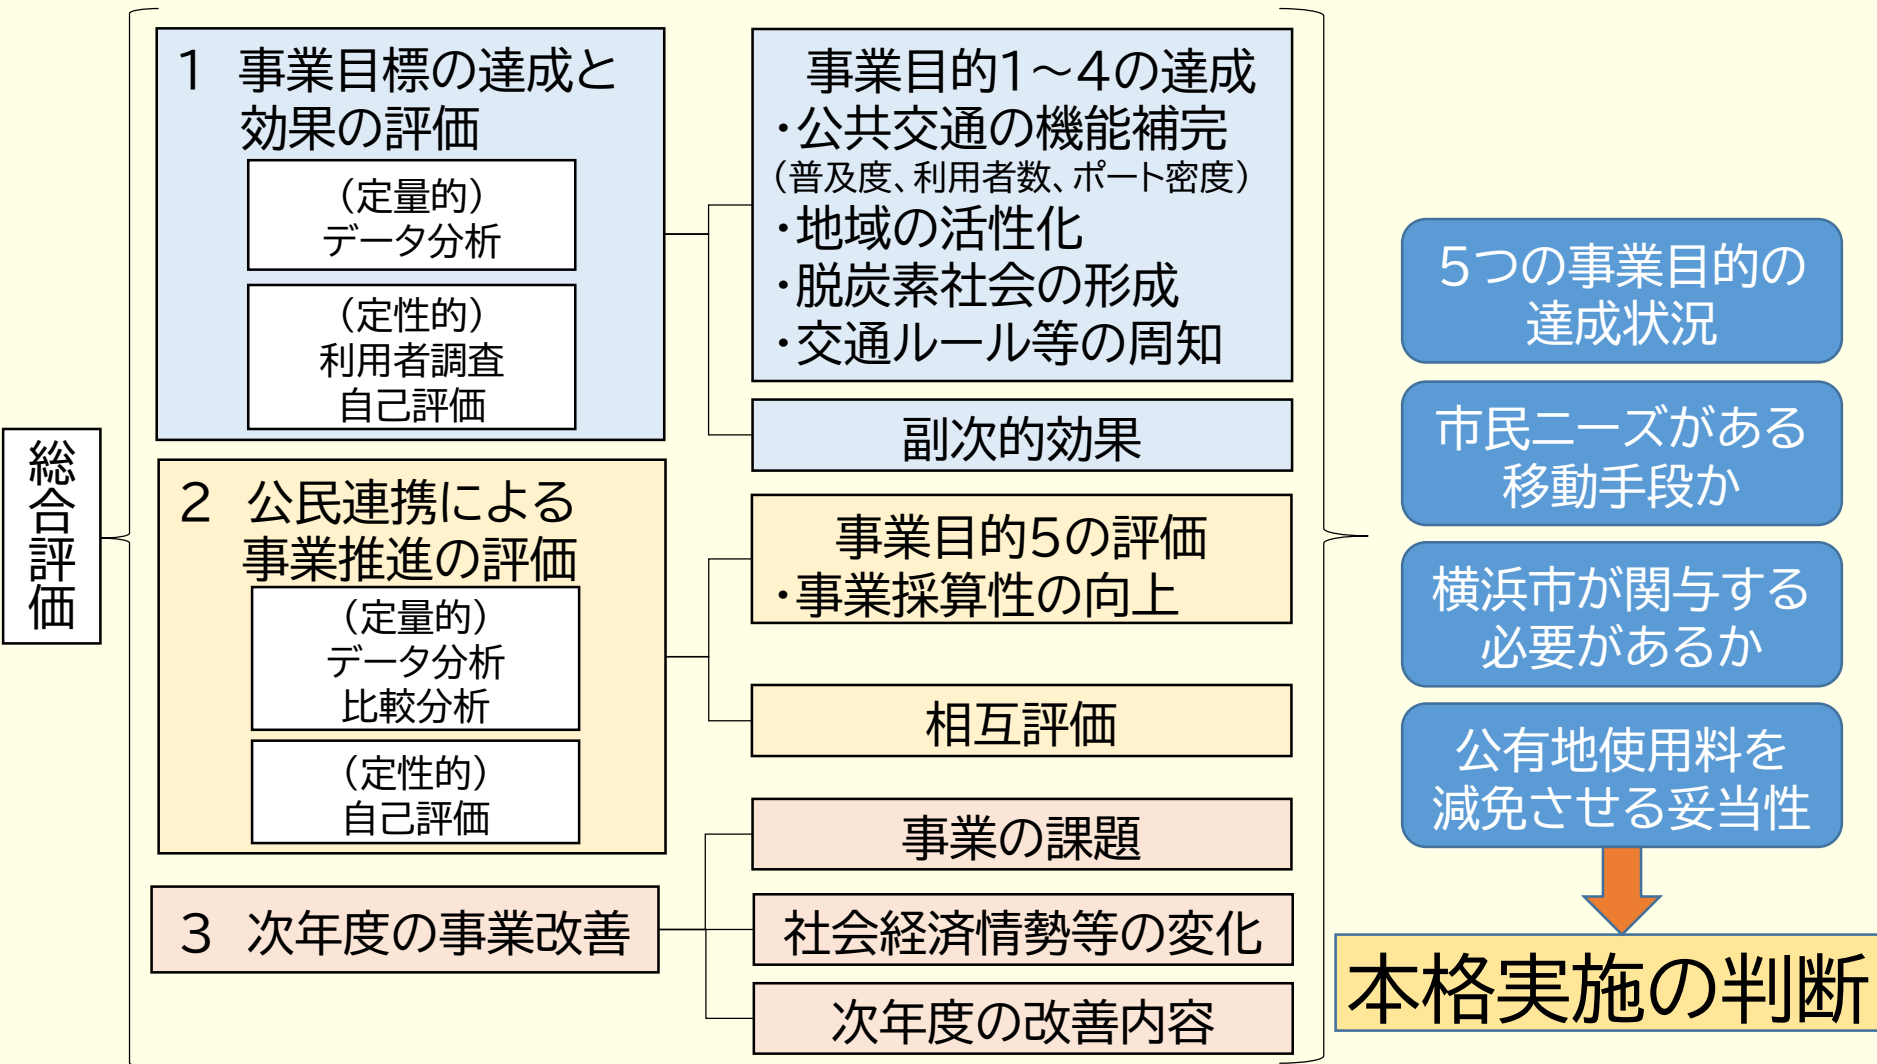 総合評価
１ 事業目標の達成と
効果の評価
（定量的）
データ分析
（定性的）
利用者調査
自己評価
事業目的1～4の達成
・公共交通の機能補完
（普及度、利用者数、ポート密度）
・地域の活性化
・脱炭素社会の形成
・交通ルール等の周知
副次的効果
２ 公民連携による
事業推進の評価
（定量的）
データ分析
比較分析
（定性的）
自己評価
事業目的5の評価
・事業採算性の向上
相互評価
３ 次年度の事業改善
事業の課題
社会経済情勢等の変化
次年度の改善内容
５つの事業目的の
達成状況
市民ニーズがある
移動手段か
横浜市が関与する
必要があるか
公有地使用料を
減免させる妥当性
本格実施の判断